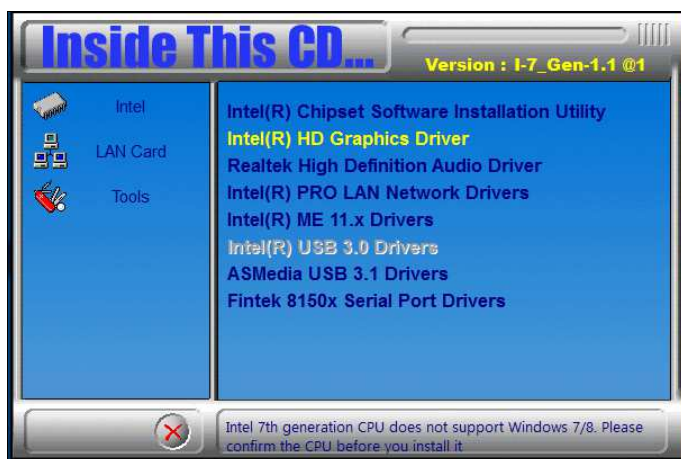 Inside This CD...
Version : I-7_Gen-1.1 @1
Intel
LAN Card
Tools
Intel(R) Chipset Software Installation Utility
Intel(R) HD Graphics Driver
Realtek High Definition Audio Driver
Intel(R) PRO LAN Network Drivers
Intel(R) ME 11.x Drivers
Intel(R) USB 3.0 Drivers
ASMedia USB 3.1 Drivers
Fintek 8150x Serial Port Drivers
Intel 7th generation CPU does not support Windows 7/8. Please
confirm the CPU before you install it